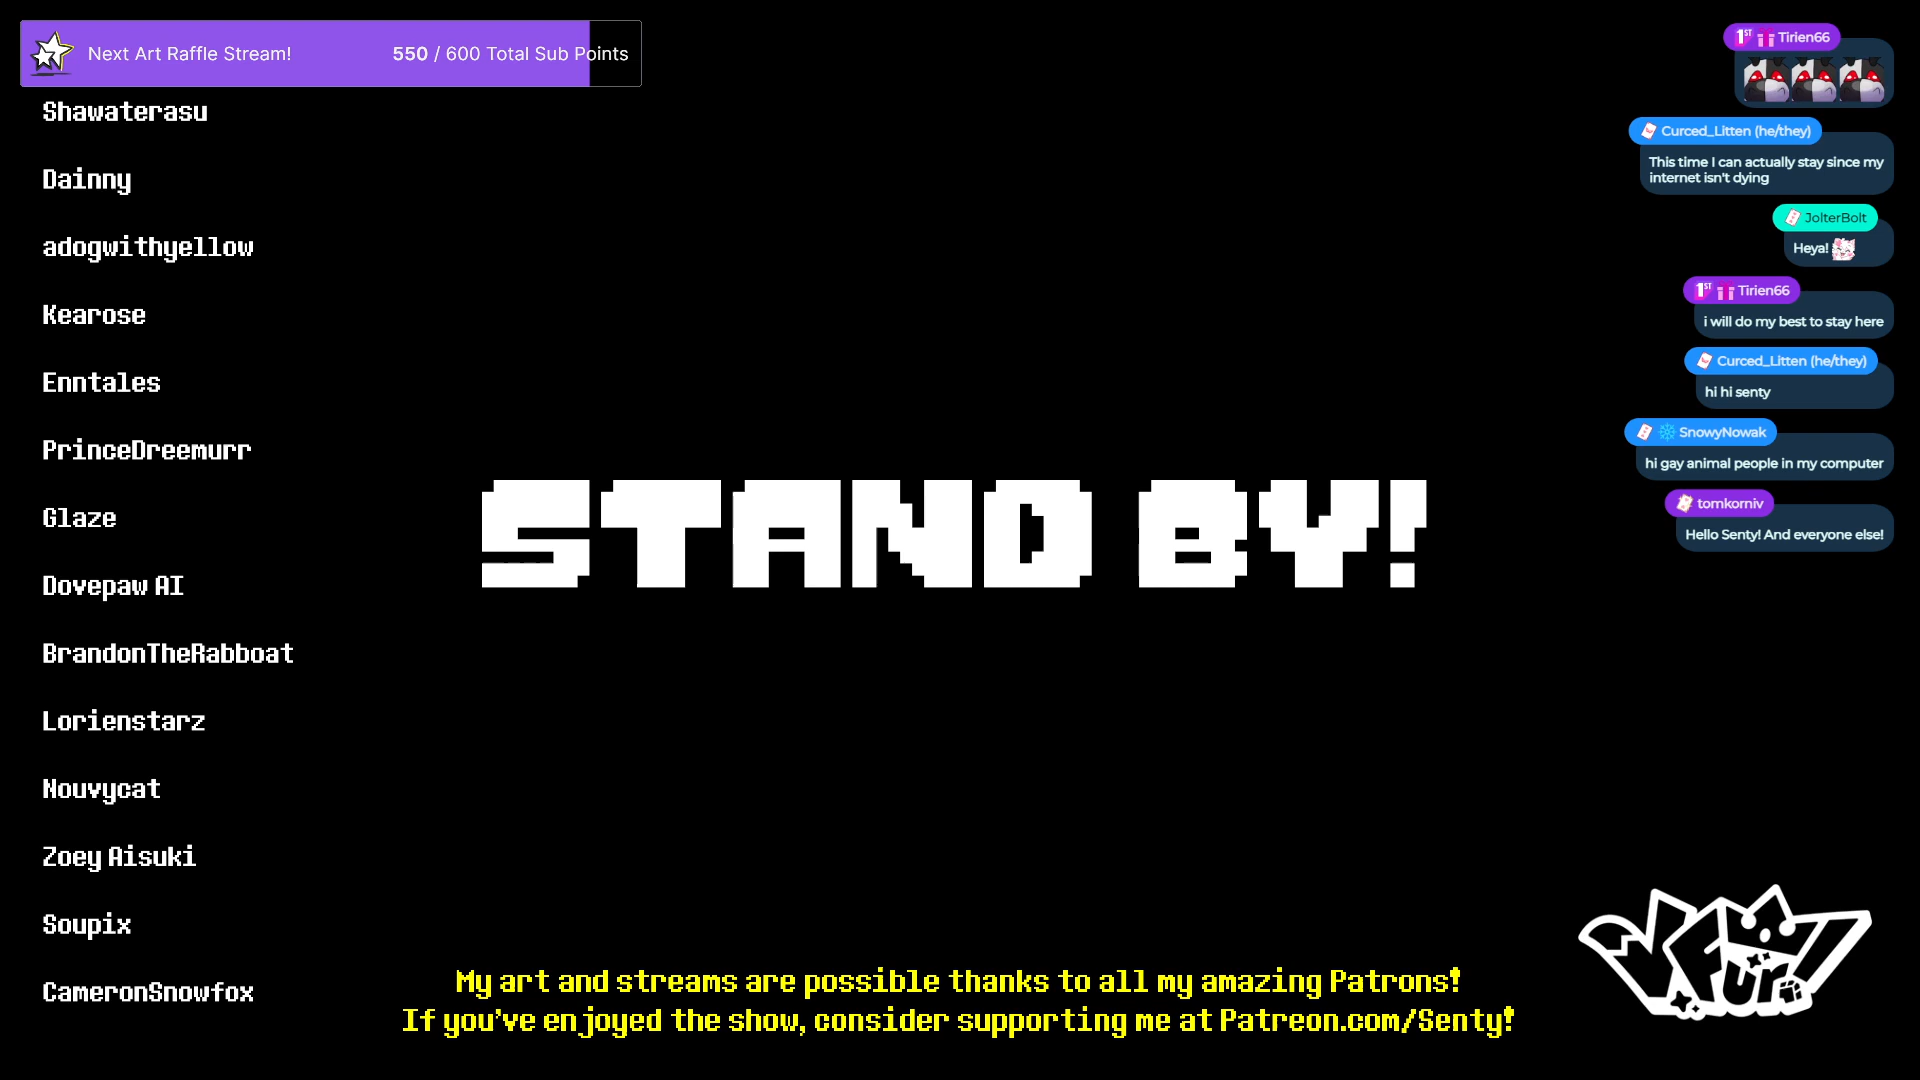 Next Art Raffle Stream!
550 / 600 Total Sub Points
Shawaterasu
Dainny
adogwithyellow
Kearose
Enntales
PrinceDreemurr
Glaze
Dovepaw AI
BrandonTheRabboat
Lorienstarz
Nouvycat
Zoey Aisuki
Soupix
CameronSnowfox
STAND BY!
My art and streams are possible thanks to all my amazing Patrons!
If you've enjoyed the show, consider supporting me at Patreon.com/Senty!
1ST Tirien66
Curced_Litten (he/they)
This time I can actually stay since my
internet isn't dying
JolterBolt
Heya!
1ST Tirien66
i will do my best to stay here
Curced_Litten (he/they)
hi hi senty
SnowyNowak
hi gay animal people in my computer
tomkorniv
Hello Senty! And everyone else!